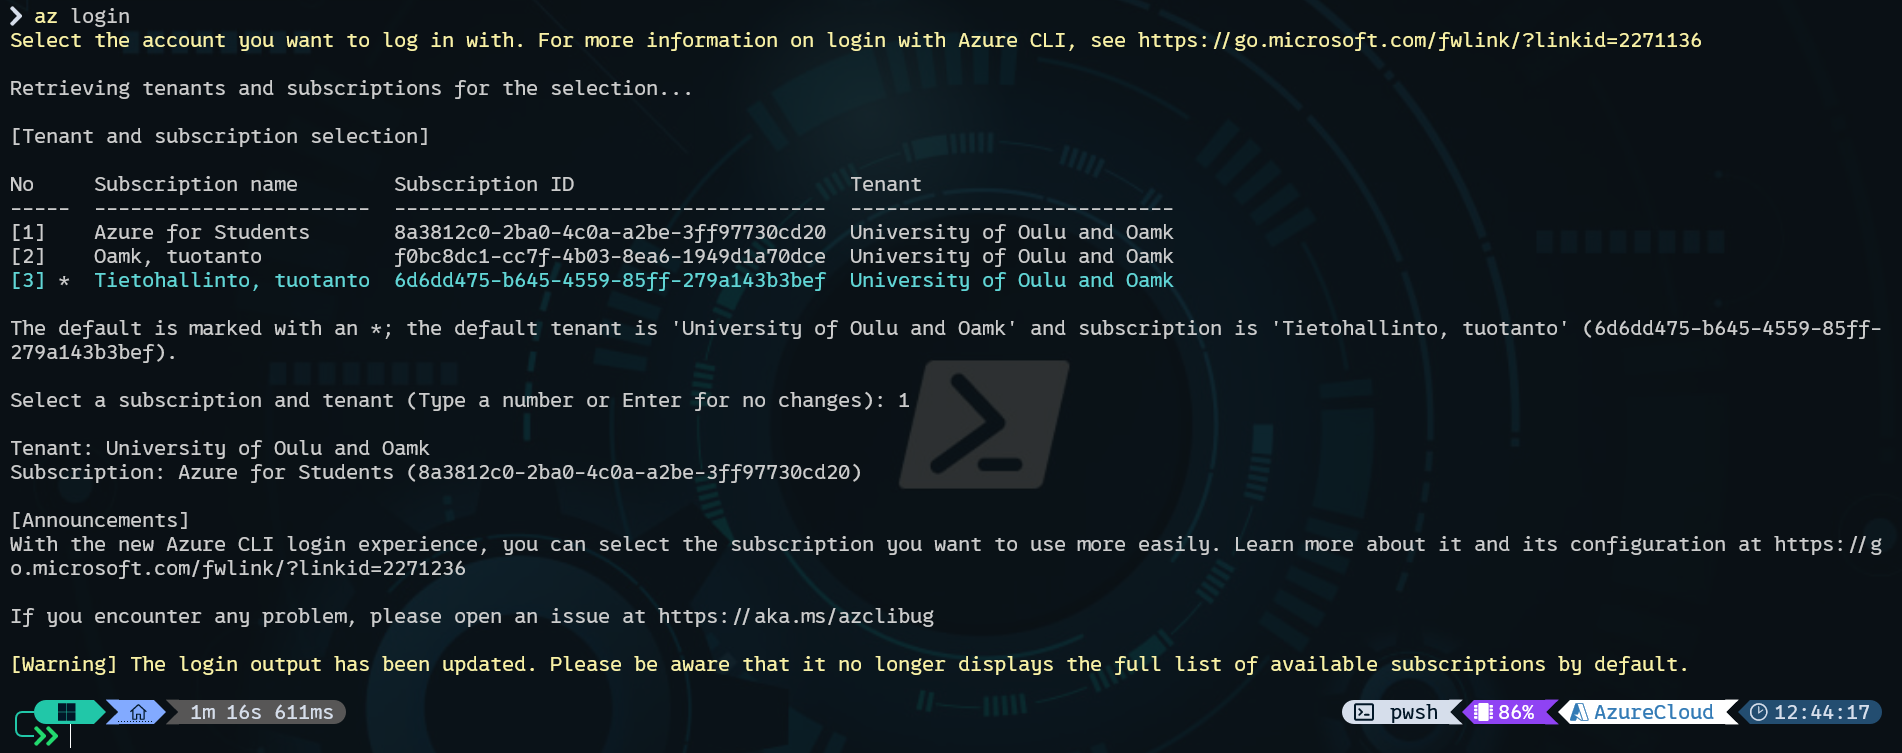 ❯ az login
Select the account you want to log in with. For more information on login with Azure CLI, see https://go.microsoft.com/fwlink/?linkid=2271136
Retrieving tenants and subscriptions for the selection...
[Tenant and subscription selection]
No     Subscription name        Subscription ID                       Tenant
-----  -----------------------  ------------------------------------  ---------------------------
[1]    Azure for Students       8a3812c0-2ba0-4c0a-a2be-3ff97730cd20  University of Oulu and Oamk
[2]    Oamk, tuotanto           f0bc8dc1-cc7f-4b03-8ea6-1949d1a70dce  University of Oulu and Oamk
[3] *  Tietohallinto, tuotanto  6d6dd475-b645-4559-85ff-279a143b3bef  University of Oulu and Oamk
The default is marked with an *; the default tenant is 'University of Oulu and Oamk' and subscription is 'Tietohallinto, tuotanto' (6d6dd475-b645-4559-85ff-
279a143b3bef).
Select a subscription and tenant (Type a number or Enter for no changes): 1
Tenant: University of Oulu and Oamk
Subscription: Azure for Students (8a3812c0-2ba0-4c0a-a2be-3ff97730cd20)
[Announcements]
With the new Azure CLI login experience, you can select the subscription you want to use more easily. Learn more about it and its configuration at https://g
o.microsoft.com/fwlink/?linkid=2271236
If you encounter any problem, please open an issue at https://aka.ms/azclibug
[Warning] The login output has been updated. Please be aware that it no longer displays the full list of available subscriptions by default.
1m 16s 611ms pwsh 86% AzureCloud 12:44:17